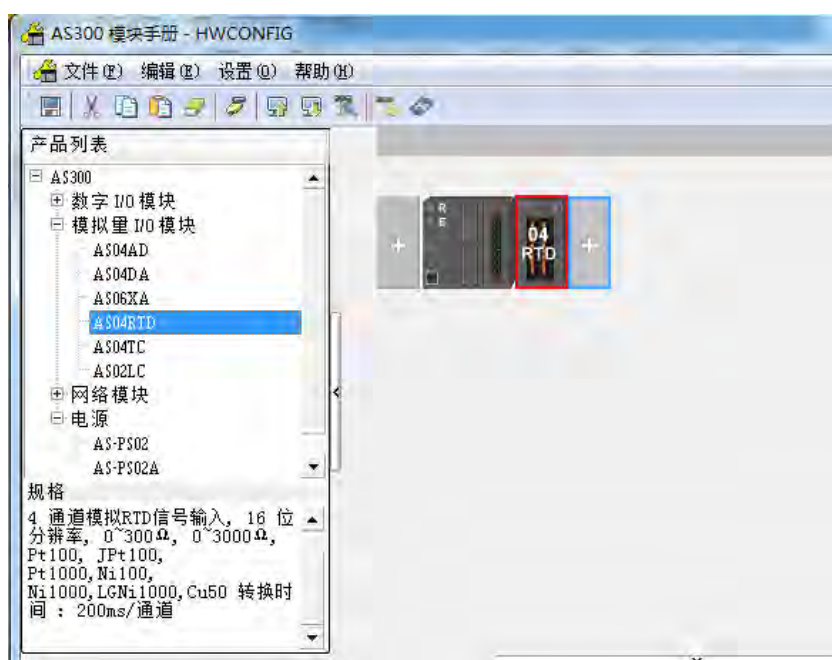 AS300 模块手册 - HWCONFIG
文件(F) 编辑(E) 设置(O) 帮助(H)
产品列表
AS300
数字 I/O 模块
模拟量 I/O 模块
AS04AD
AS04DA
AS06XA
AS04RTD
AS04TC
AS02LC
网络模块
电源
AS-PS02
AS-PS02A
规格
4 通道模拟RTD信号输入, 16 位
分辨率, 0~300Ω, 0~3000Ω,
Pt100, JPt100,
Pt1000,Ni100,
Ni1000,LGNi1000,Cu50 转换时
间 : 200ms/通道
R
E
04
RTD